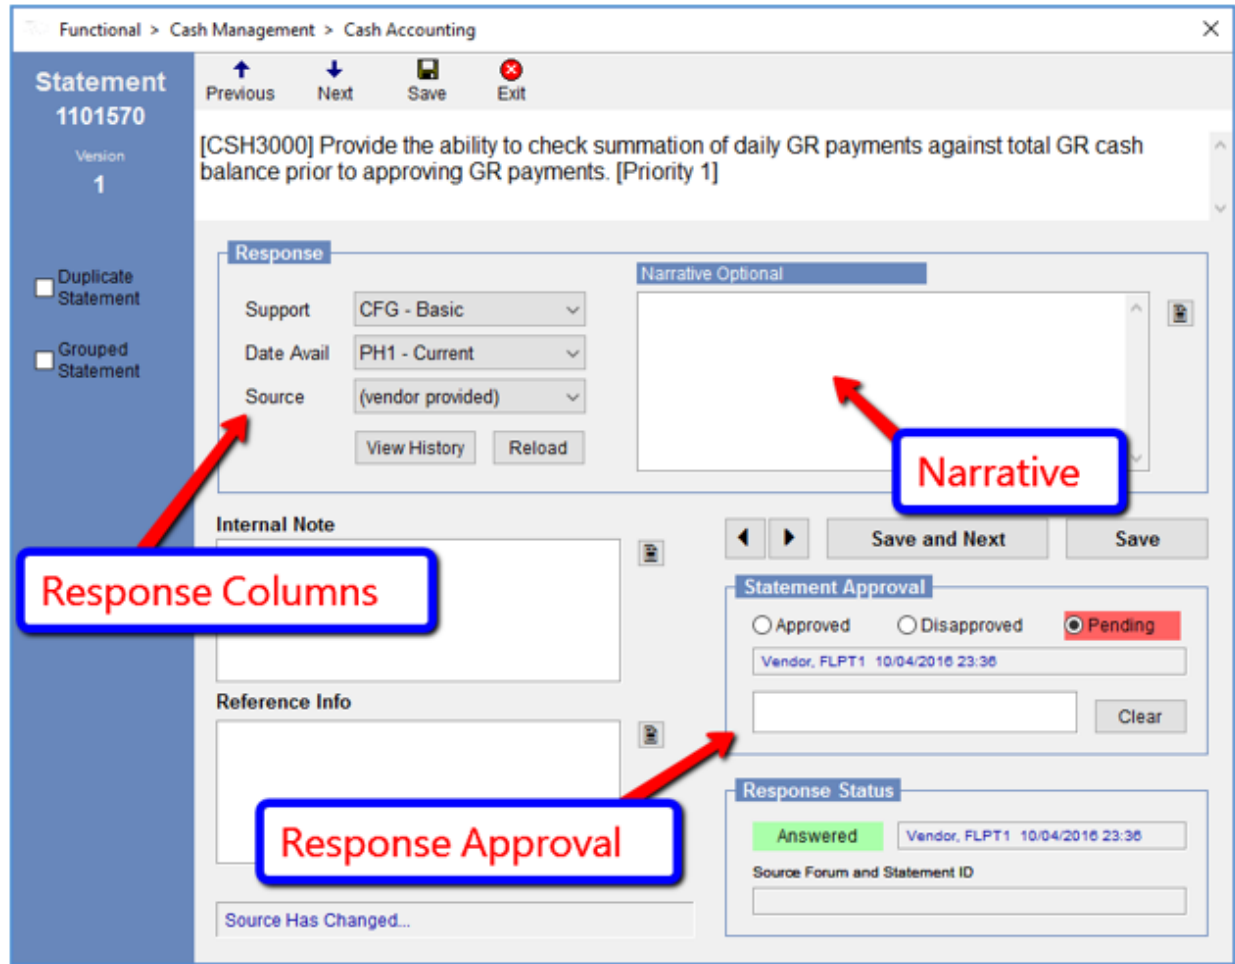 Functional > Cash Management > Cash Accounting
Statement
1101570
Version
1
Duplicate
Statement
Grouped
Statement
Previous Next Save Exit
[CSH3000] Provide the ability to check summation of daily GR payments against total GR cash
balance prior to approving GR payments. [Priority 1]
Response
Support CFG - Basic
Date Avail PH1 - Current
Source (vendor provided)
View History Reload
Narrative Optional
Narrative
Response Columns
Internal Note
Save and Next Save
Statement Approval
Approved Disapproved Pending
Vendor, FLPT1 10/04/2016 23:36
Clear
Reference Info
Response Approval
Response Status
Answered Vendor, FLPT1 10/04/2016 23:36
Source Forum and Statement ID
Source Has Changed...